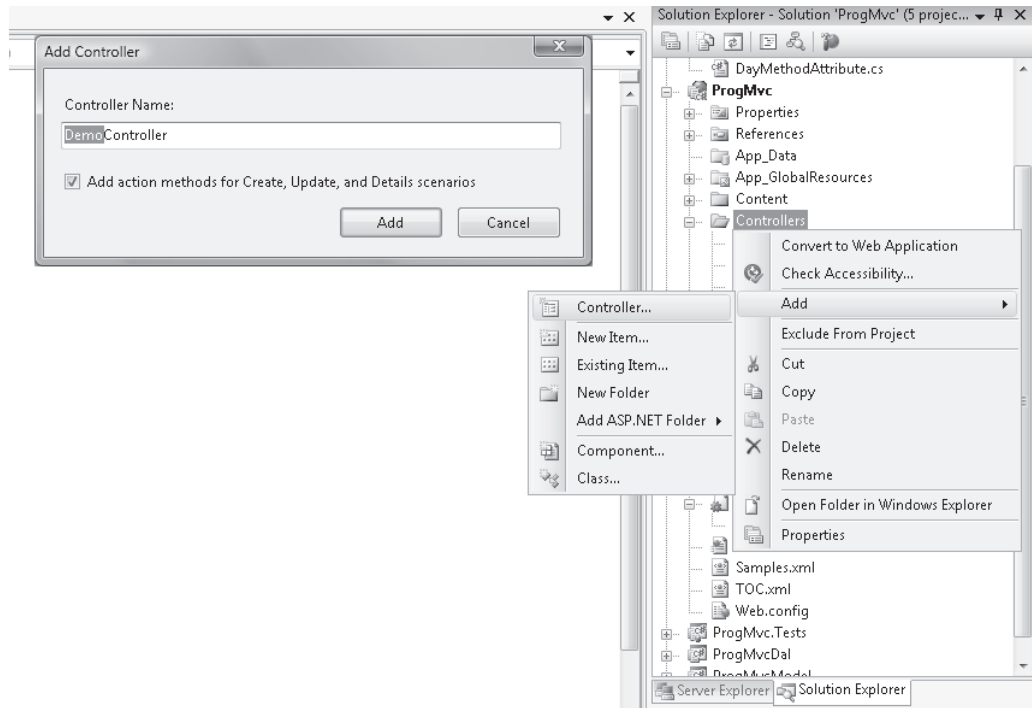 Add Controller
Controller Name:
DemoController
Add action methods for Create, Update, and Details scenarios
Add
Cancel
Solution Explorer - Solution 'ProgMvc' (5 projec...
DayMethodAttribute.cs
ProgMvc
Properties
References
App_Data
App_GlobalResources
Content
Controllers
Convert to Web Application
Check Accessibility...
Add
Exclude From Project
Cut
Copy
Paste
Delete
Rename
Open Folder in Windows Explorer
Properties
Controller...
New Item...
Existing Item...
New Folder
Add ASP.NET Folder
Component...
Class...
Samples.xml
TOC.xml
Web.config
ProgMvc.Tests
ProgMvcDal
ProgMvcModel
Server Explorer
Solution Explorer